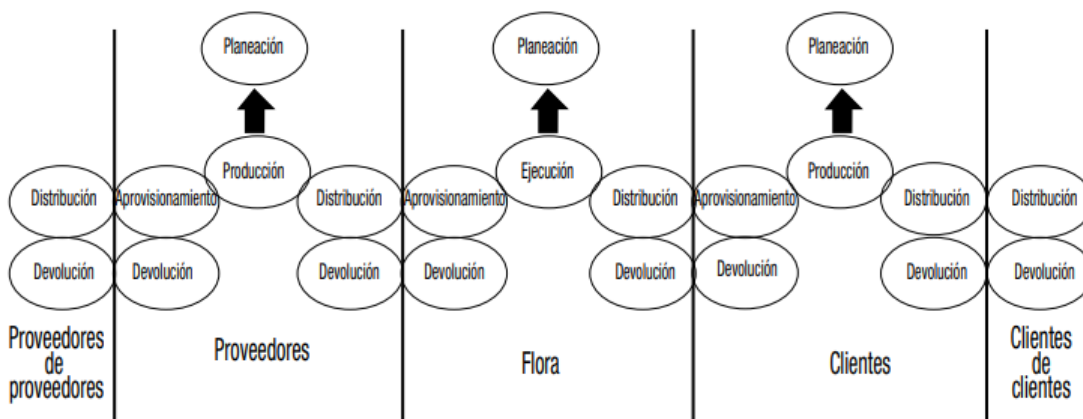 Planeación Planeación Planeación
Producción Ejecución Producción
Distribución Aprovisionamiento Distribución Aprovisionamiento Distribución Aprovisionamiento Distribución Distribución
Devolución Devolución Devolución Devolución Devolución Devolución Devolución Devolución
Proveedores
de
proveedores
Proveedores
Flora
Clientes
Clientes
de
clientes